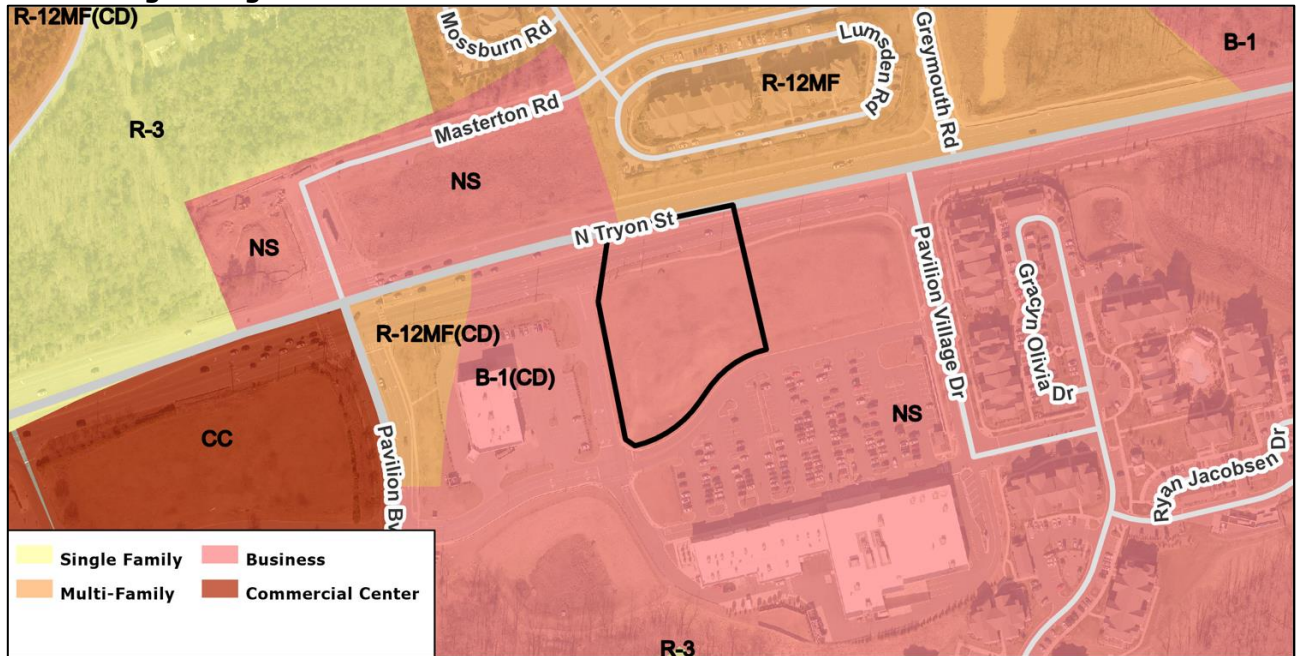 R-12MF(CD)
Mossburn Rd
Lumsden Rd
Greymouth Rd
B-1
R-12MF
R-3
Masterton Rd
NS
N Tryon St
NS
Pavilion Village Dr
Gracyn Olivia Dr
R-12MF(CD)
B-1(CD)
NS
CC
Pavilion Bv
Ryan Jacobsen Dr
Single Family
Business
Multi-Family
Commercial Center
R-3